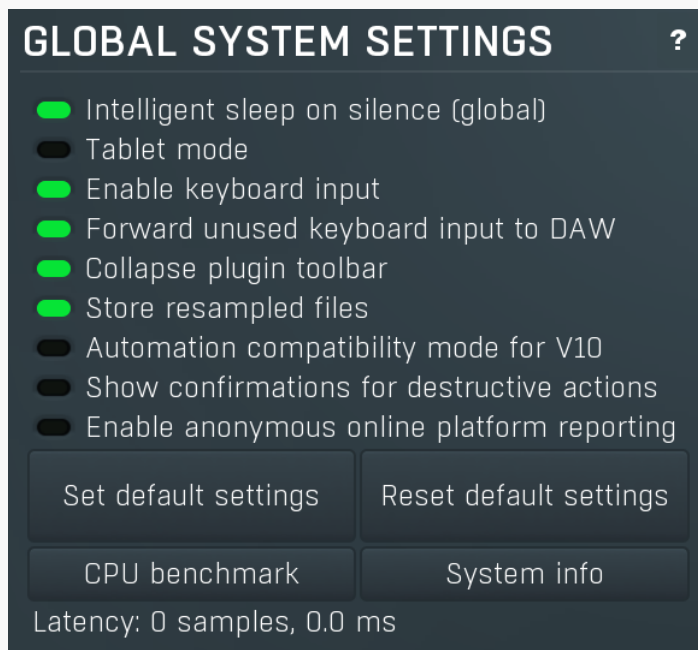 GLOBAL SYSTEM SETTINGS ?
Intelligent sleep on silence (global)
Tablet mode
Enable keyboard input
Forward unused keyboard input to DAW
Collapse plugin toolbar
Store resampled files
Automation compatibility mode for V10
Show confirmations for destructive actions
Enable anonymous online platform reporting
Set default settings Reset default settings
CPU benchmark System info
Latency: 0 samples, 0.0 ms